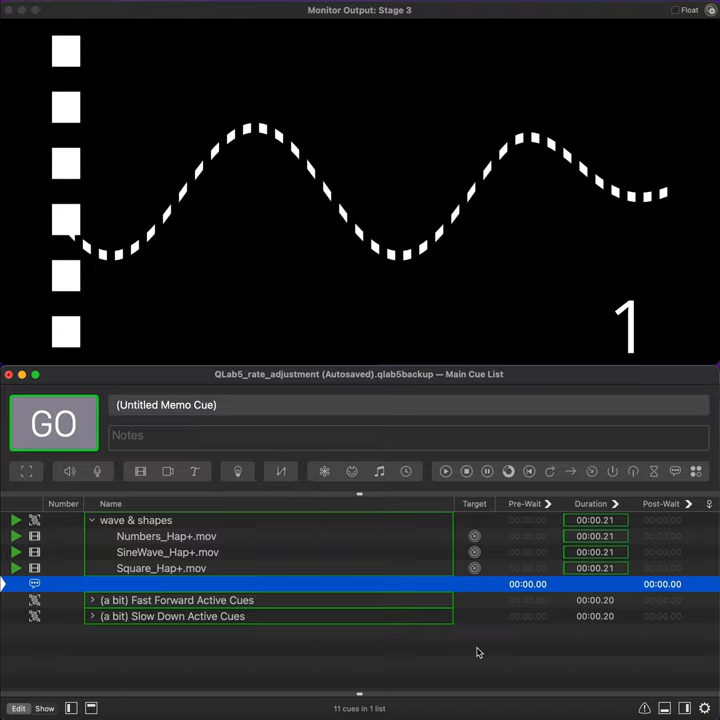 Monitor Output: Stage 3
Float
1
QLab5_rate_adjustment (Autosaved).qlab5backup — Main Cue List
GO
(Untitled Memo Cue)
Notes
T
Number Name Target Pre-Wait Duration Post-Wait
wave & shapes 00:00.00 00:00.21 00:00.00
Numbers_Hap+.mov 00:00.00 00:00.21 00:00.00
SineWave_Hap+.mov 00:00.00 00:00.21 00:00.00
Square_Hap+.mov 00:00.00 00:00.21 00:00.00
00:00.00 00:00.00
(a bit) Fast Forward Active Cues 00:00.00 00:00.20 00:00.00
(a bit) Slow Down Active Cues 00:00.00 00:00.20 00:00.00
Edit Show 11 cues in 1 list